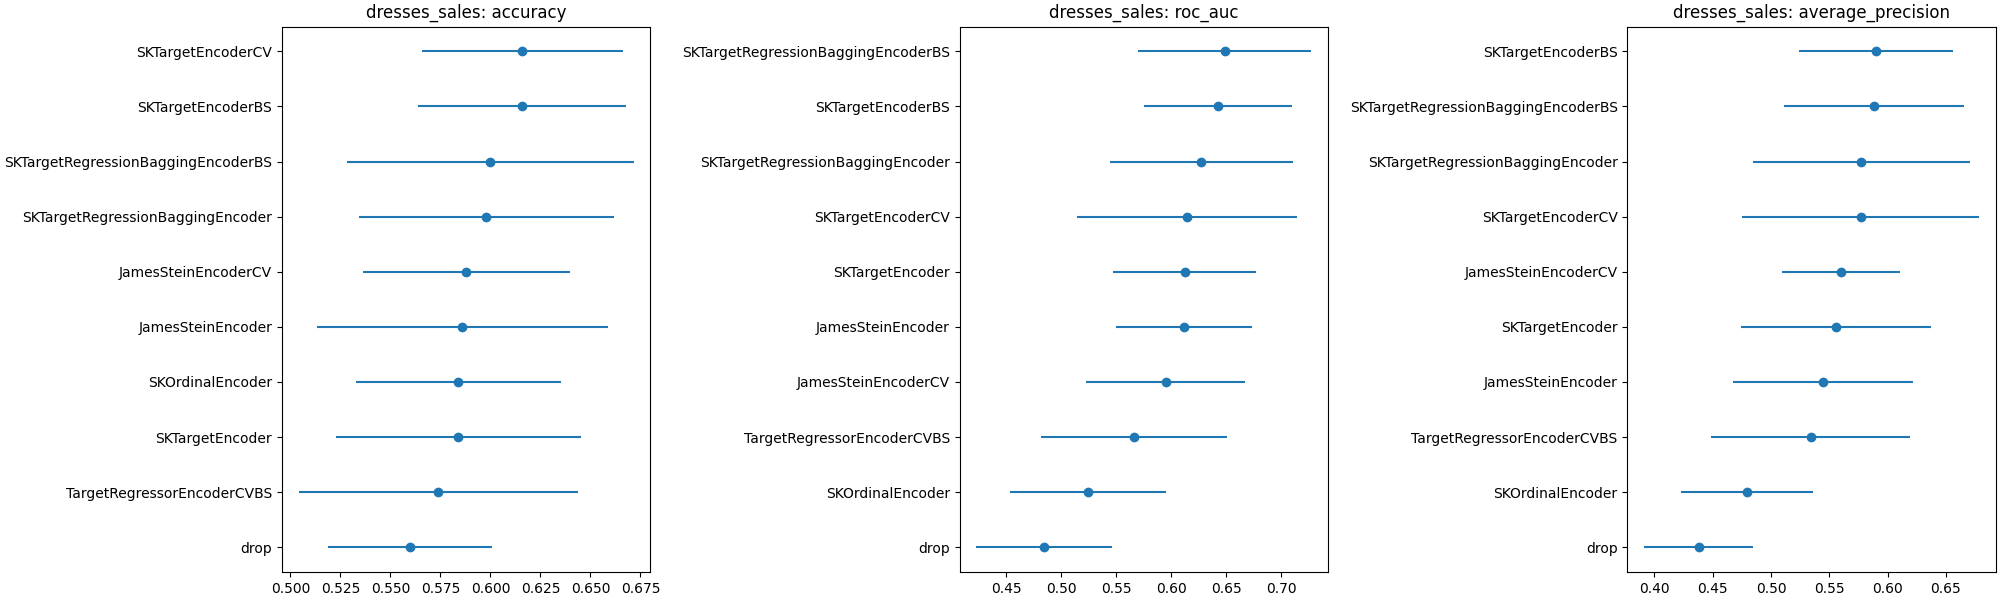 dresses_sales: accuracy
SKTargetEncoderCV
SKTargetEncoderBS
SKTargetRegressionBaggingEncoderBS
SKTargetRegressionBaggingEncoder
JamesSteinEncoderCV
JamesSteinEncoder
SKOrdinalEncoder
SKTargetEncoder
TargetRegressorEncoderCVBS
drop
0.500 0.525 0.550 0.575 0.600 0.625 0.650 0.675
dresses_sales: roc_auc
SKTargetRegressionBaggingEncoderBS
SKTargetEncoderBS
SKTargetRegressionBaggingEncoder
SKTargetEncoderCV
SKTargetEncoder
JamesSteinEncoder
JamesSteinEncoderCV
TargetRegressorEncoderCVBS
SKOrdinalEncoder
drop
0.45 0.50 0.55 0.60 0.65 0.70
dresses_sales: average_precision
SKTargetEncoderBS
SKTargetRegressionBaggingEncoderBS
SKTargetRegressionBaggingEncoder
SKTargetEncoderCV
JamesSteinEncoderCV
SKTargetEncoder
JamesSteinEncoder
TargetRegressorEncoderCVBS
SKOrdinalEncoder
drop
0.40 0.45 0.50 0.55 0.60 0.65